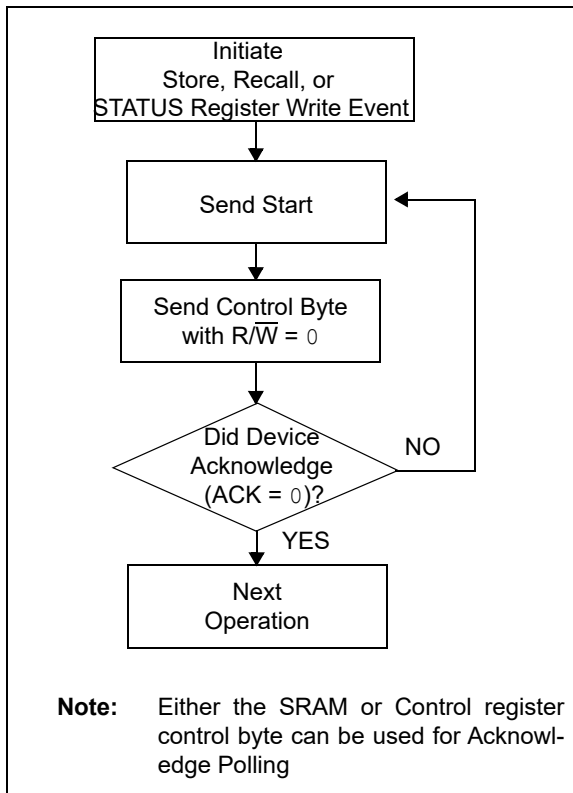 Initiate
Store, Recall, or
STATUS Register Write Event
Send Start
Send Control Byte
with R/W̅ = 0
Did Device
Acknowledge
(ACK = 0)?
NO
YES
Next
Operation
Note: Either the SRAM or Control register
control byte can be used for Acknowl-
edge Polling